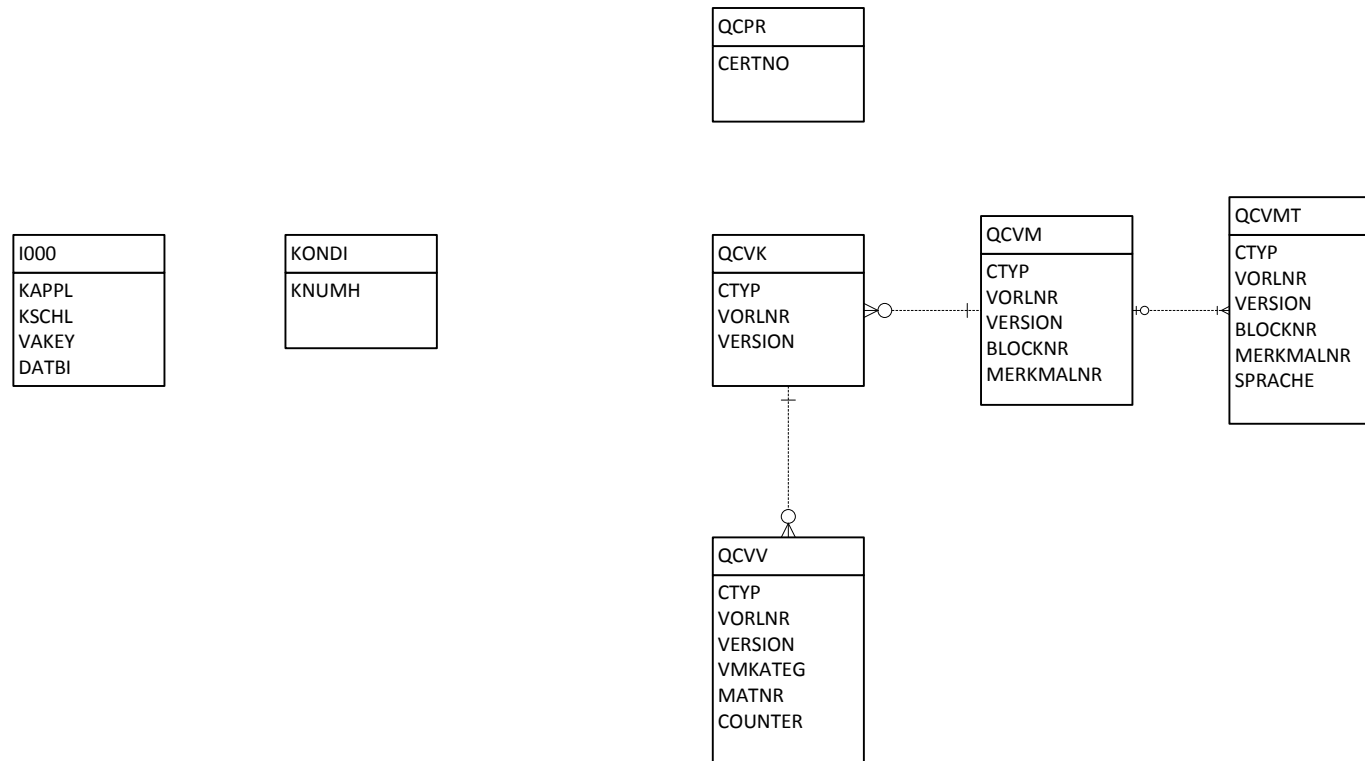 QCPR
CERTNO
I000
KAPPL
KSCHL
VAKEY
DATBI
KONDI
KNUMH
QCVK
CTYP
VORLNR
VERSION
QCVM
CTYP
VORLNR
VERSION
BLOCKNR
MERKMALNR
QCVMT
CTYP
VORLNR
VERSION
BLOCKNR
MERKMALNR
SPRACHE
QCVV
CTYP
VORLNR
VERSION
VMKATEG
MATNR
COUNTER